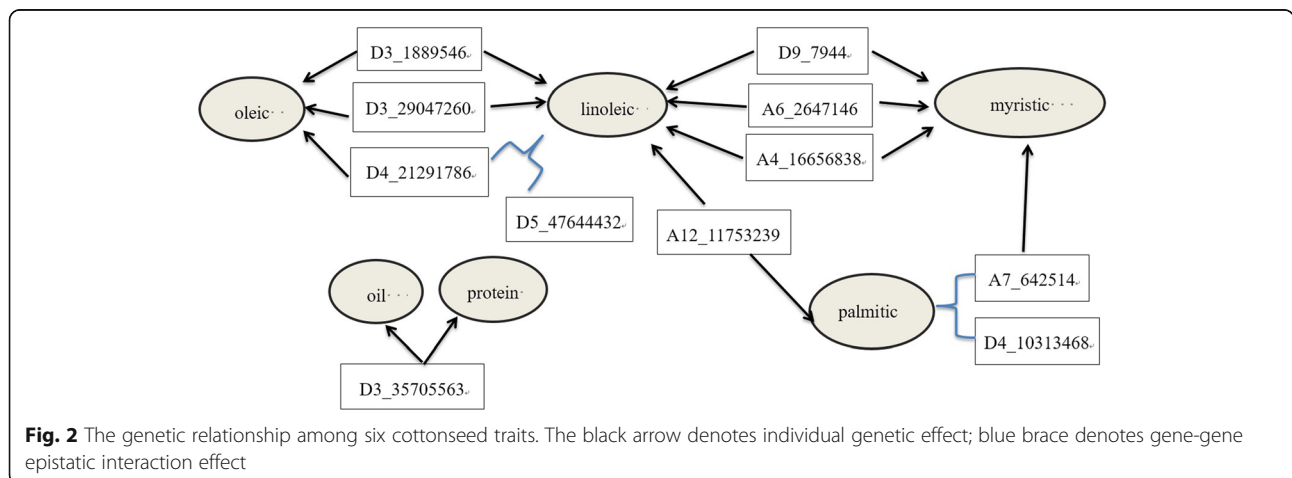 D3_1889546
D9_7944
oleic
D3_29047260
linoleic
A6_2647146
myristic
D4_21291786
A4_16656838
D5_47644432
A12_11753239
oil
protein
palmitic
A7_642514
D4_10313468
D3_35705563
Fig. 2 The genetic relationship among six cottonseed traits. The black arrow denotes individual genetic effect; blue brace denotes gene-gene
epistatic interaction effect